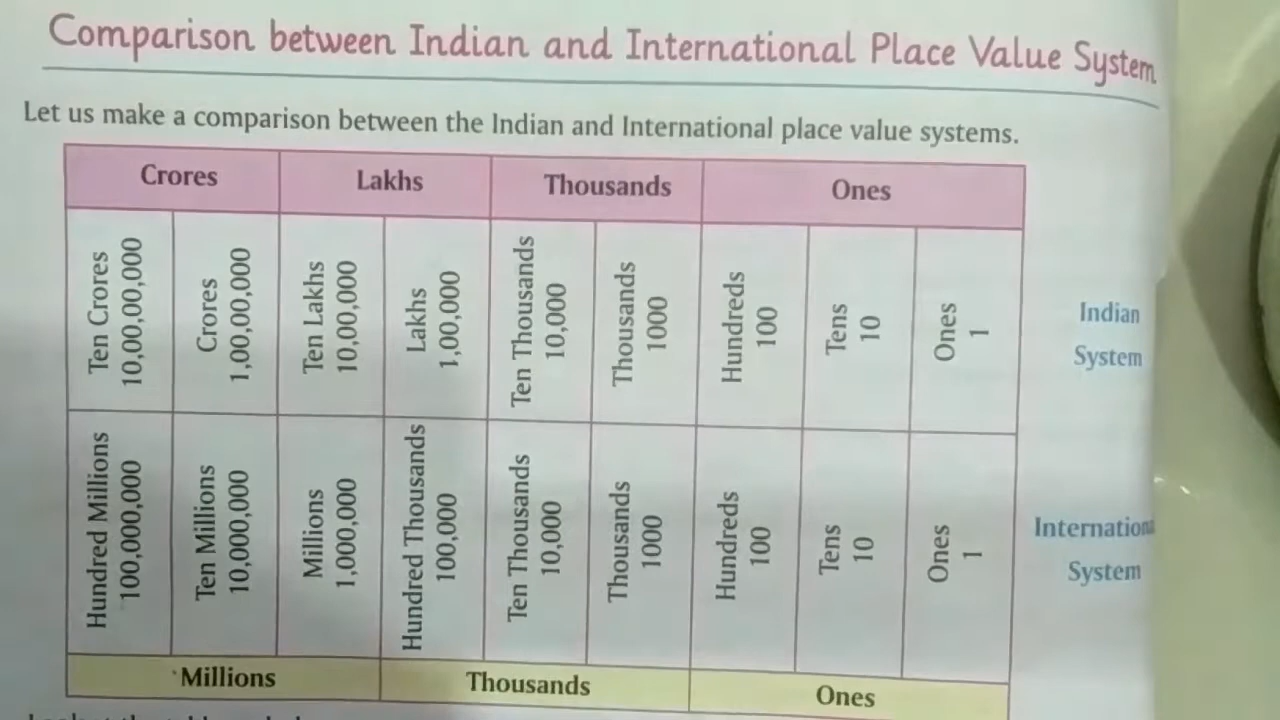 Comparison between Indian and International Place Value System
Let us make a comparison between the Indian and International place value systems.
Crores Lakhs Thousands Ones
Ten Crores 10,00,00,000
Crores 1,00,00,000
Ten Lakhs 10,00,000
Lakhs 1,00,000
Ten Thousands 10,000
Thousands 1000
Hundreds 100
Tens 10
Ones 1
Indian
System
Hundred Millions 100,000,000
Ten Millions 10,000,000
Millions 1,000,000
Hundred Thousands 100,000
Ten Thousands 10,000
Thousands 1000
Hundreds 100
Tens 10
Ones 1
International
System
Millions Thousands Ones